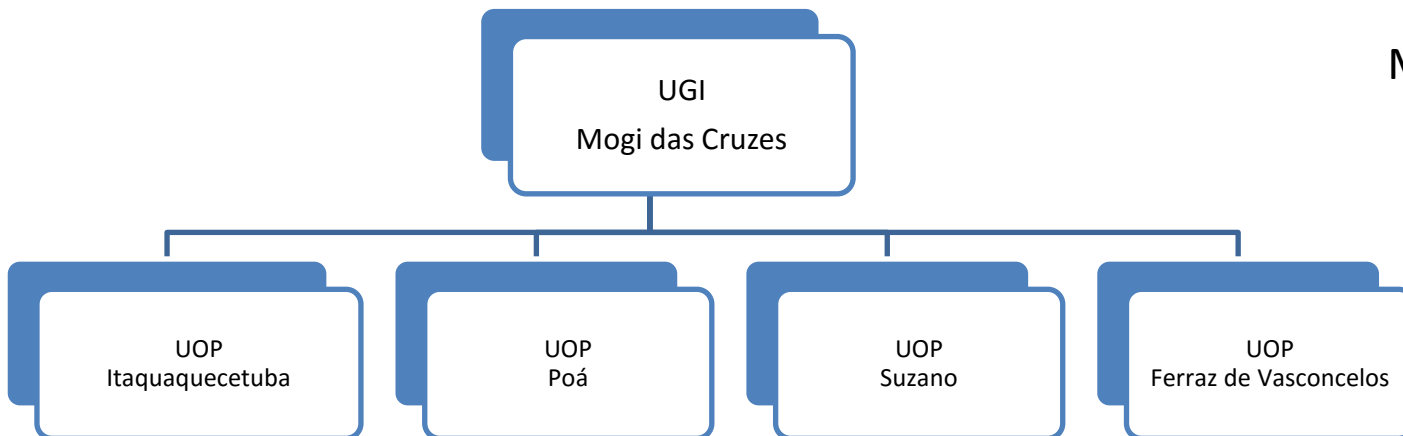 UGI
Mogi das Cruzes
UOP
Itaquaquecetuba
UOP
Poá
UOP
Suzano
UOP
Ferraz de Vasconcelos